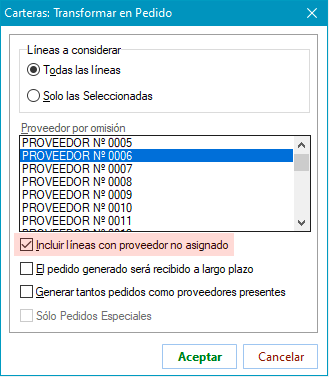 Carteras: Transformar en Pedido
Líneas a considerar
Todas las líneas
Solo las Seleccionadas
Proveedor por omisión
PROVEEDOR Nº 0005
PROVEEDOR Nº 0006
PROVEEDOR Nº 0007
PROVEEDOR Nº 0008
PROVEEDOR Nº 0009
PROVEEDOR Nº 0010
PROVEEDOR Nº 0011
Incluir líneas con proveedor no asignado
El pedido generado será recibido a largo plazo
Generar tantos pedidos como proveedores presentes
Sólo Pedidos Especiales
Aceptar
Cancelar